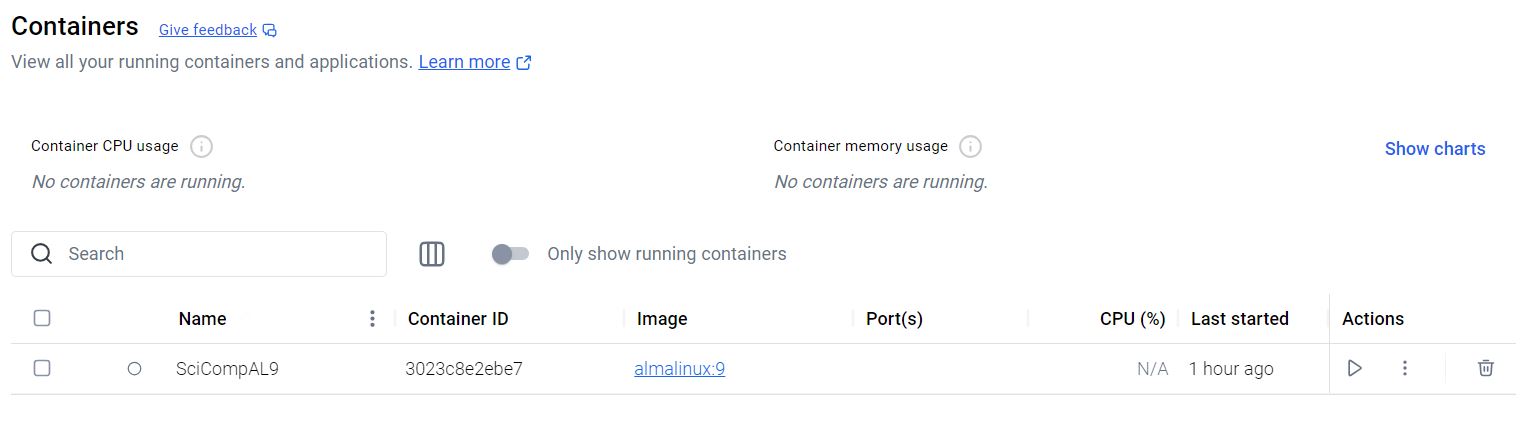 Containers Give feedback
View all your running containers and applications. Learn more
Container CPU usage Container memory usage Show charts
No containers are running. No containers are running.
Search Only show running containers
Name Container ID Image Port(s) CPU (%) Last started Actions
SciCompAL9 3023c8e2ebe7 almalinux:9 N/A 1 hour ago